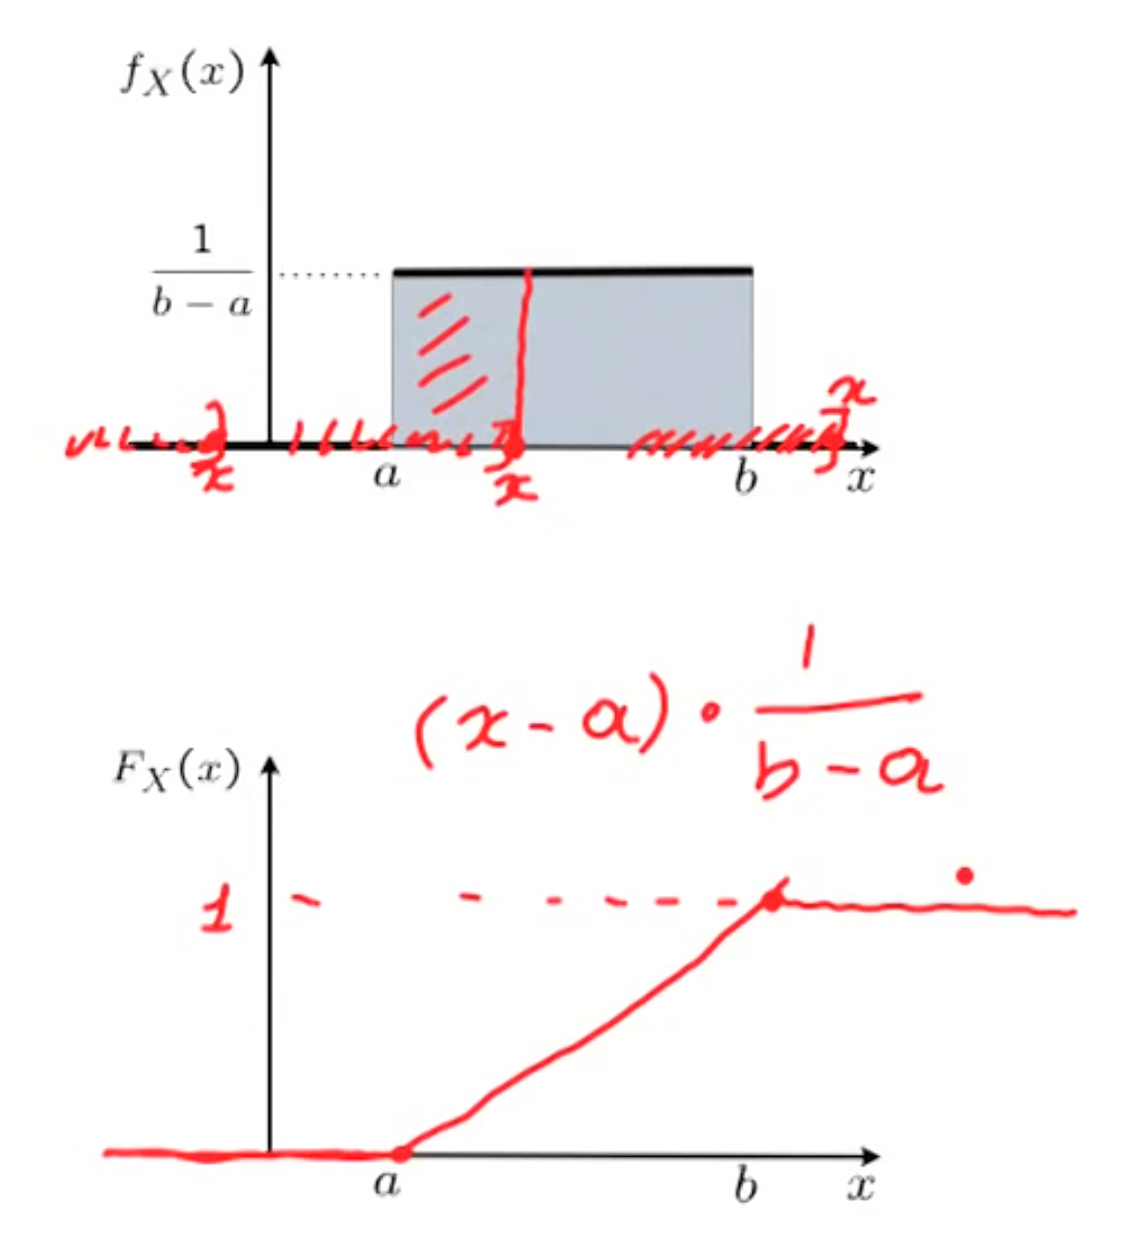 f_X(x)
1
b − a
x
a x b x
x
(x - a) • 1
b - a
F_X(x)
1
a b x